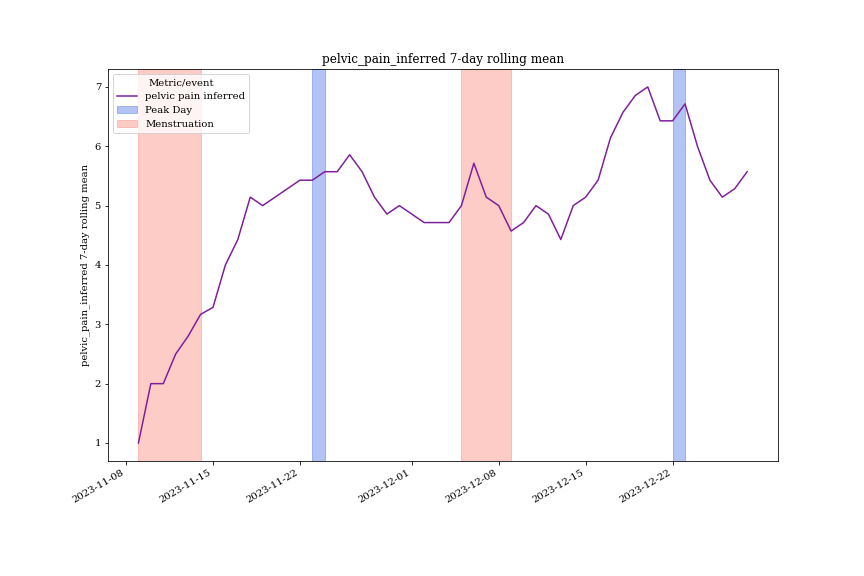 pelvic_pain_inferred 7-day rolling mean
Metric/event
pelvic pain inferred
Peak Day
Menstruation
pelvic_pain_inferred 7-day rolling mean
7
6
5
4
3
2
1
2023-11-08
2023-11-15
2023-11-22
2023-12-01
2023-12-08
2023-12-15
2023-12-22